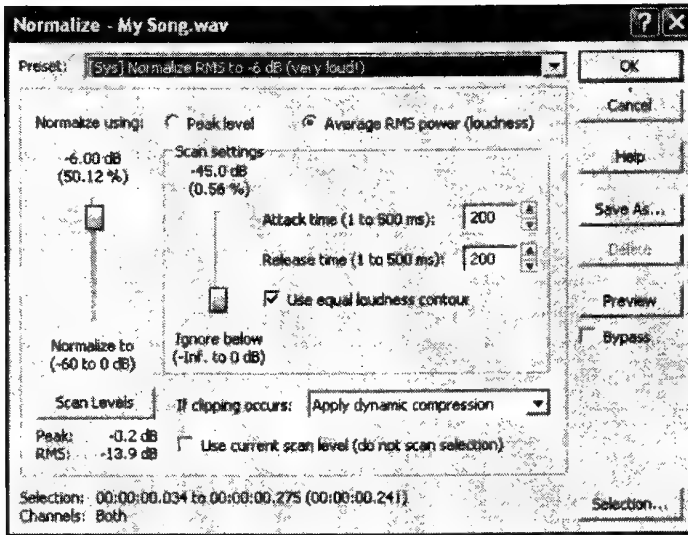 Normalize - My Song.wav
Preset: [Sys] Normalize RMS to -6 dB (very loud!)
OK
Cancel
Help
Save As...
Delete
Preview
Bypass
Normalize using: Peak level Average RMS power (loudness)
-6.00 dB
(50.12 %)
Normalize to
(-60 to 0 dB)
Scan settings
-45.0 dB
(0.56 %)
Ignore below
(-Inf. to 0 dB)
Attack time (1 to 500 ms): 200
Release time (1 to 500 ms): 200
Use equal loudness contour
Scan Levels
If clipping occurs: Apply dynamic compression
Peak: -0.2 dB
RMS: -13.9 dB
Use current scan level (do not scan selection)
Selection: 00:00:00.034 to 00:00:00.275 (00:00:00.241)
Channels: Both
Selection...